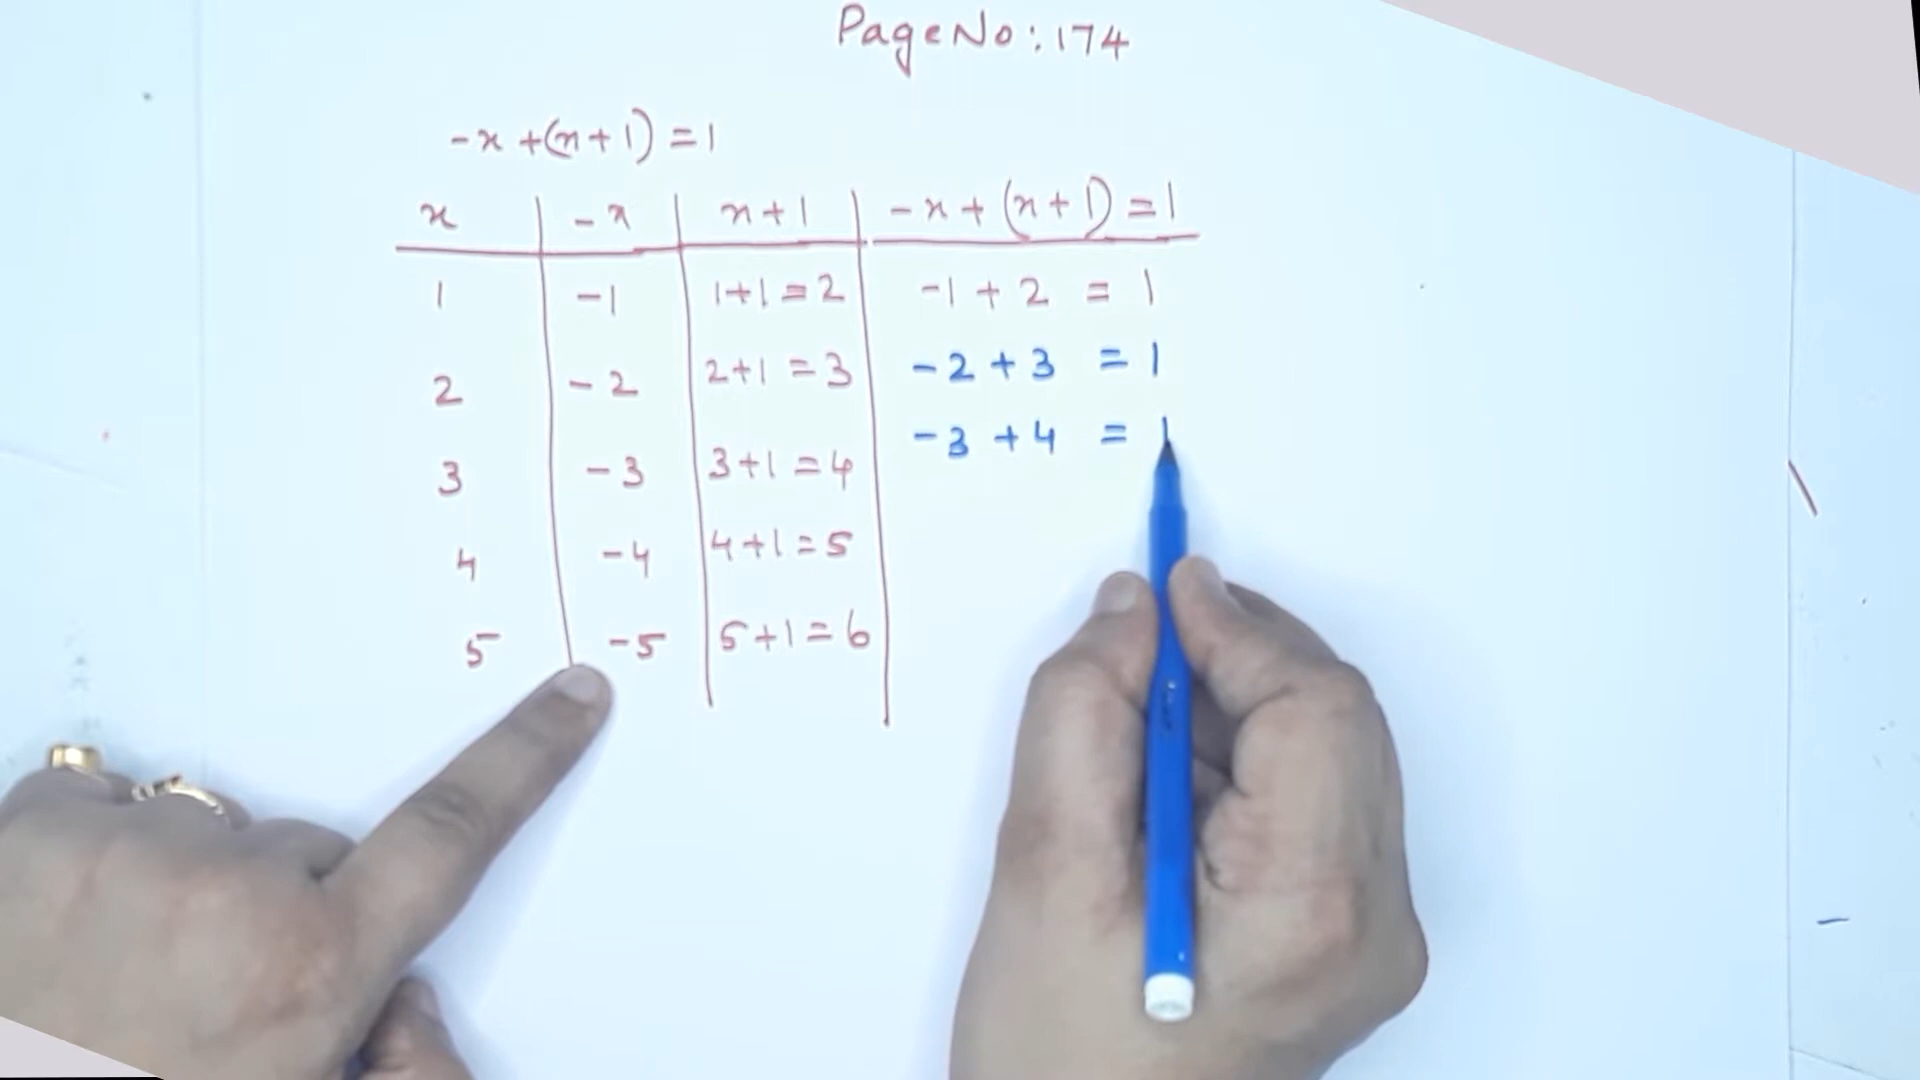 Page No: 174
-x + (x + 1) = 1
x | -x | x + 1 | -x + (x + 1) = 1
1 | -1 | 1 + 1 = 2 | -1 + 2 = 1
2 | -2 | 2 + 1 = 3 | -2 + 3 = 1
3 | -3 | 3 + 1 = 4 | -3 + 4 = 1
4 | -4 | 4 + 1 = 5
5 | -5 | 5 + 1 = 6